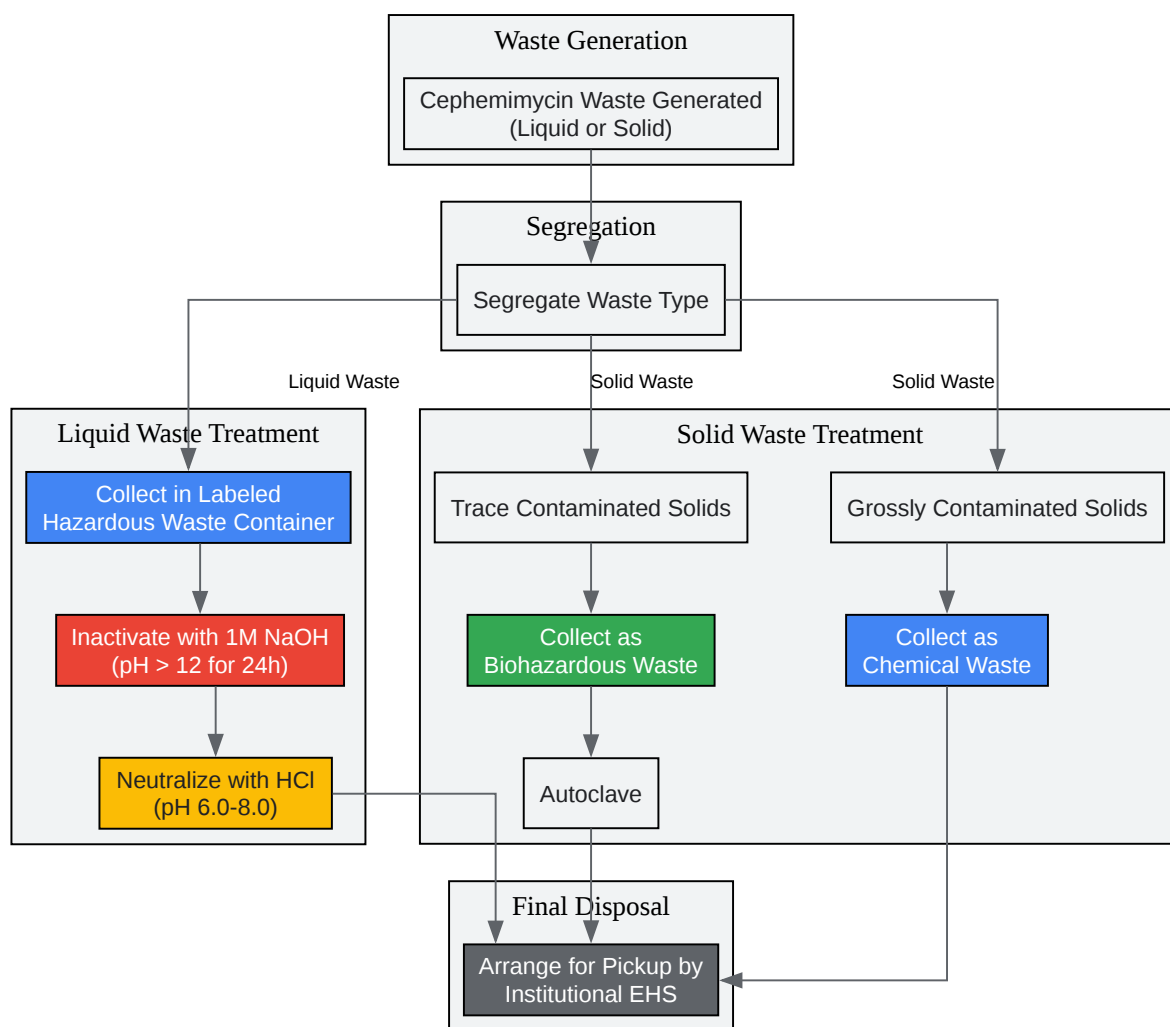 Waste Generation
Cephemimycin Waste Generated
(Liquid or Solid)
Segregation
Segregate Waste Type
Liquid Waste
Solid Waste
Solid Waste
Liquid Waste Treatment
Collect in Labeled
Hazardous Waste Container
Inactivate with 1M NaOH
(pH > 12 for 24h)
Neutralize with HCl
(pH 6.0-8.0)
Solid Waste Treatment
Trace Contaminated Solids
Grossly Contaminated Solids
Collect as
Biohazardous Waste
Collect as
Chemical Waste
Autoclave
Final Disposal
Arrange for Pickup by
Institutional EHS